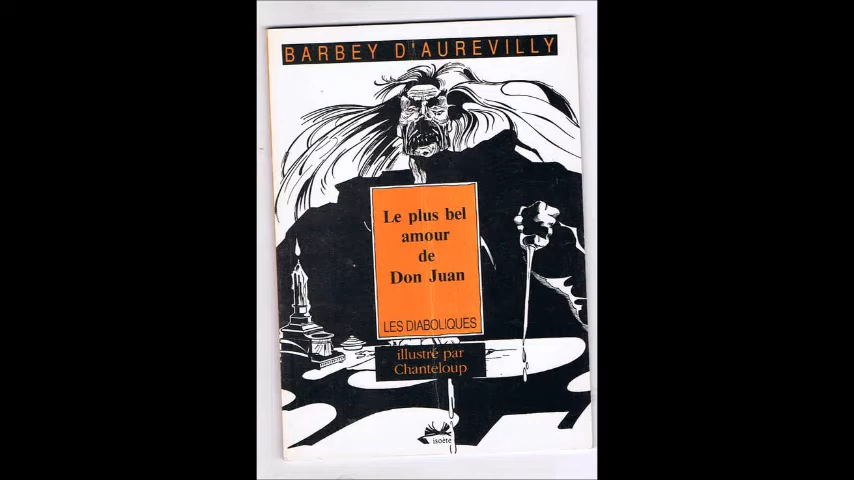 BARBEY D'AUREVILLY
Le plus bel
amour
de
Don Juan
LES DIABOLIQUES
illustré par
Chanteloup
isoète